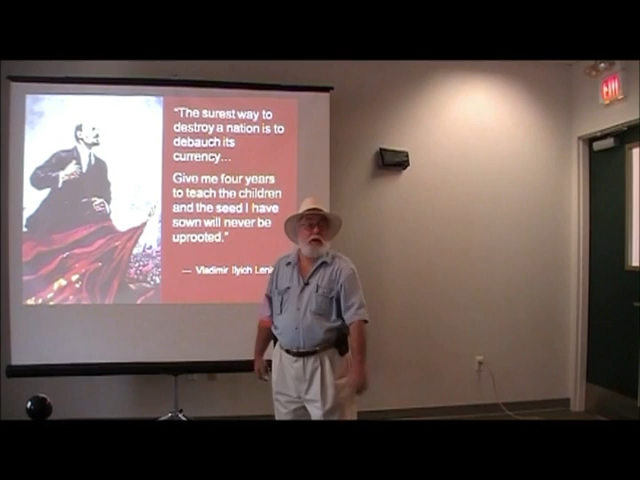 “The surest way to
destroy a nation is to
debauch its
currency…
Give me four years
to teach the children
and the seed I have
sown will never be
uprooted.”
— Vladimir Ilyich Lenin
EXIT